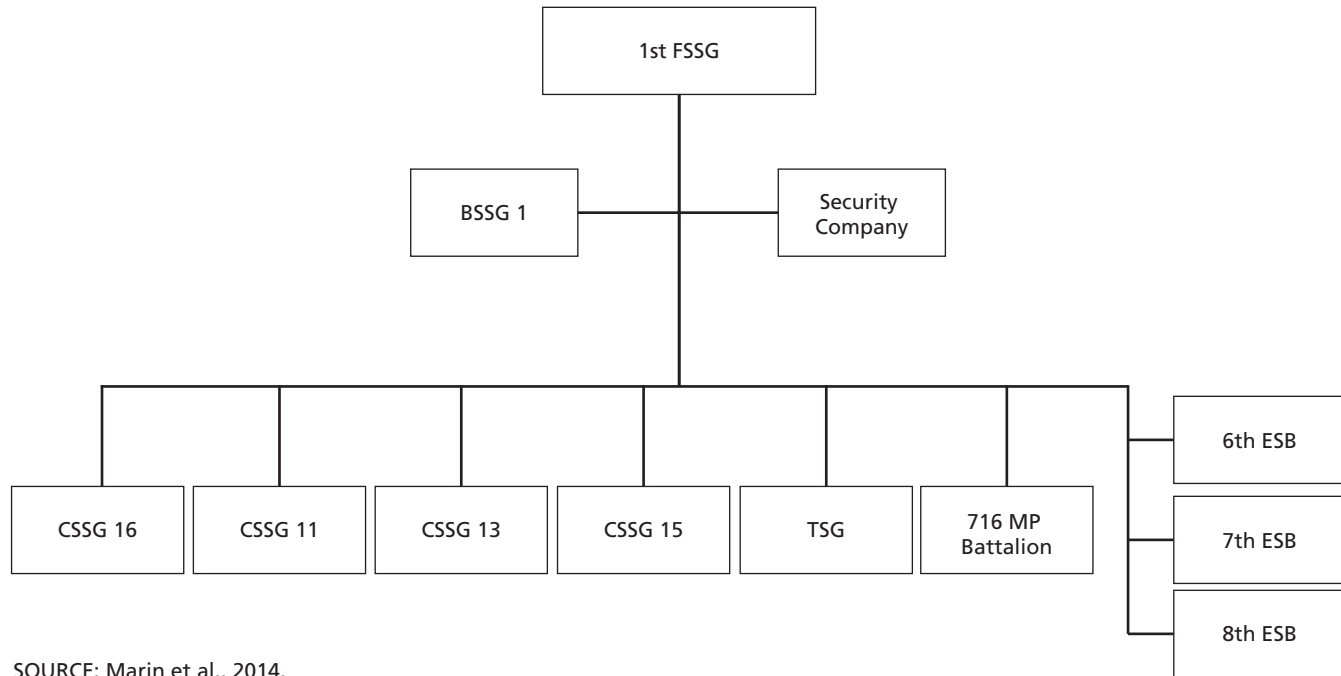 1st FSSG
BSSG 1
Security
Company
CSSG 16
CSSG 11
CSSG 13
CSSG 15
TSG
716 MP
Battalion
6th ESB
7th ESB
8th ESB
SOURCE: Marin et al., 2014.